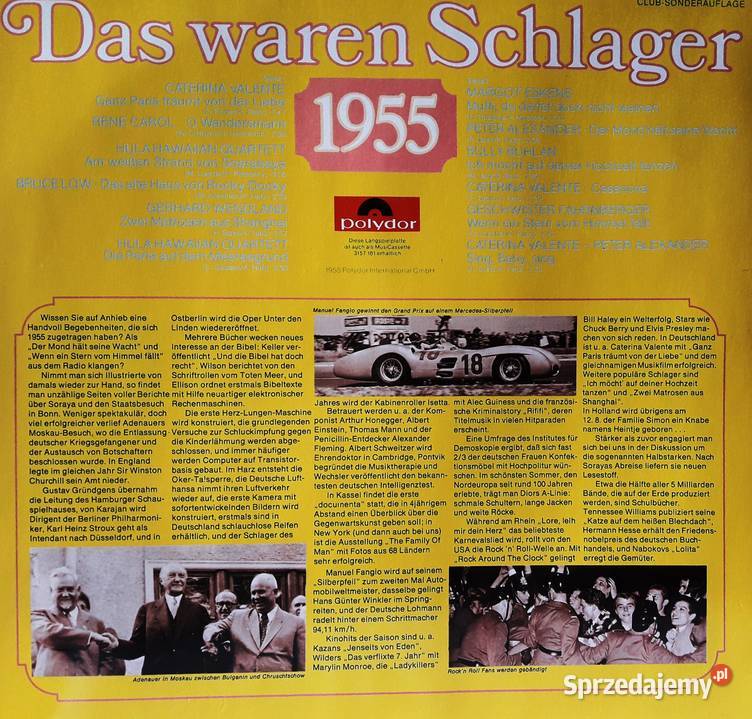 CLUB-SONDERAUFLAGE
Das waren Schlager
1955
CATERINA VALENTE
Ganz Paris träumt von der Liebe
RENÉ CAROL · O Wandersmann
HULA HAWAIIAN QUARTETT
Am weißen Strand von Soerabaya
BRUCE LOW · Das alte Haus von Rocky Docky
GERHARD WENDLAND
Zwei Matrosen aus Shanghai
HULA HAWAIIAN QUARTETT
Die Perle auf dem Meeresgrund
MARGOT ESKENS
PETER ALEXANDER · Der Mond hält seine Wacht
BULLY BUHLAN
Ich möcht' auf deiner Hochzeit tanzen
CATERINA VALENTE · Casanova
GESCHWISTER FAHRNBERGER
Wenn ein Stern vom Himmel fällt
CATERINA VALENTE + PETER ALEXANDER
Sing, Baby, sing
polydor
Diese Langspielplatte
ist auch als Mus-Cassette
3157 161 erhältlich
1955 Polydor International GmbH
Wissen Sie auf Anhieb eine
Handvoll Begebenheiten, die sich
1955 zugetragen haben? Als
„Der Mond hält seine Wacht" und
„Wenn ein Stern vom Himmel fällt"
aus dem Radio klangen?
Nimmt man sich illustrierte von
damals wieder zur Hand, so findet
man unzählige Seiten voller Berichte
über Soraya und den Staatsbesuch
in Bonn. Weniger spektakulär, doch
viel erfolgreicher verlief Adenauers
Moskau-Besuch, wo die Entlassung
deutscher Kriegsgefangener und
der Austausch von Botschaftern
beschlossen wurde. In England
legte im gleichen Jahr Sir Winston
Churchill sein Amt nieder.
Gustav Gründgens übernahm
die Leitung des Hamburger Schau-
spielhauses, von Karajan wird
Dirigent der Berliner Philharmoni-
ker, Karl Heinz Stroux geht als
Intendant nach Düsseldorf, und in
Ostberlin wird die Oper Unter den
Linden wiedereröffnet.
Mehrere Bücher wecken neues
Interesse an der Bibel: Keller ver-
öffentlicht „Und die Bibel hat doch
recht", Wilson berichtet von den
Schriftrollen vom Toten Meer, und
Ellison ordnet erstmals Bibeltexte
mit Hilfe neuartiger elektronischer
Rechenmaschinen.
Die erste Herz-Lungen-Maschine
wird konstruiert, die grundlegenden
Versuche zur Schluckimpfung gegen
die Kinderlähmung werden abge-
schlossen, und immer häufiger
werden Computer auf Transistor-
basis gebaut. Im Harz entsteht die
Oker-Talsperre, die Deutsche Luft-
hansa nimmt ihren Luftverkehr
wieder auf, die erste Kamera mit
sofortentwickelnden Bildern wird
konstruiert, erstmals sind in
Deutschland schlauchlose Reifen
erhältlich, und der Schlager des
Manuel Fangio gewinnt den Grand Prix auf einem Mercedes-Silberpfeil
18
Jahres wird der Kabinenroller Isetta.
Betrauert werden u. a. der Kom-
ponist Arthur Honegger, Albert
Einstein, Thomas Mann und der
Penicillin-Entdecker Alexander
Fleming. Albert Schweitzer wird
Ehrendoktor in Cambridge, Pontvik
begründet die Musiktherapie und
Wechsler veröffentlicht den bekann-
testen deutschen Intelligenztest.
In Kassel findet die erste
„documenta" statt, die in 4jährigem
Abstand einen Überblick über die
Gegenwartskunst geben soll; in
New York (und dann auch bei uns)
ist die Ausstellung „The Family Of
Man" mit Fotos aus 68 Ländern
sehr erfolgreich.
Manuel Fangio wird auf seinem
„Silberpfeil" zum zweiten Mal Auto-
mobilweltmeister, dasselbe gelingt
Hans Günter Winkler im Spring-
reiten, und der Deutsche Lohmann
radelt hinter einem Schrittmacher
94,11 km/h.
Kinohits der Saison sind u. a.
Kazans „Jenseits von Eden",
Wilders „Das verflixte 7. Jahr" mit
Marylin Monroe, die „Ladykillers"
mit Alec Guiness und die französi-
sche Kriminalstory „Rififi", deren
Titelmusik in vielen Hitparaden
erscheint.
Eine Umfrage des Institutes für
Demoskopie ergibt, daß sich fast
2/3 der deutschen Frauen Konfek-
tionsmöbel mit Hochpolitur wün-
schen. Im schönsten Sommer, den
Nordeuropa seit rund 100 Jahren
erlebte, trägt man Diors A-Linie:
schmale Schultern, lange Jacken
und weite Röcke.
Während am Rhein „Lore, leih'
mir dein Herz" das beliebteste
Karnevalslied wird, rollt von den
USA die Rock 'n' Roll-Welle an. Mit
„Rock Around The Clock" gelingt
Bill Haley ein Welterfolg, Stars wie
Chuck Berry und Elvis Presley ma-
chen von sich reden. In Deutschland
ist u. a. Caterina Valente mit „Ganz
Paris träumt von der Liebe" und dem
gleichnamigen Musikfilm erfolgreich.
Weitere populäre Schlager sind
„Ich möcht' auf deiner Hochzeit
tanzen" und „Zwei Matrosen aus
Shanghai".
In Holland wird übrigens am
12. 8. der Familie Simon ein Knabe
namens Heintje geboren . . .
Stärker als zuvor engagiert man
sich bei uns in der Diskussion um
die sogenannten Halbstarken. Nach
Sorayas Abreise liefern sie neuen
Lesestoff.
Etwa die Hälfte aller 5 Milliarden
Bände, die auf der Erde produziert
werden, sind Schulbücher.
Tennessee Williams publiziert seine
„Katze auf dem heißen Blechdach",
Hermann Hesse erhält den Friedens-
nobelpreis des deutschen Buch-
handels, und Nabokovs „Lolita"
erregt die Gemüter.
Adenauer in Moskau zwischen Bulganin und Chruschtschow
Rock'n Roll Fans werden gebändigt
Sprzedajemy.pl